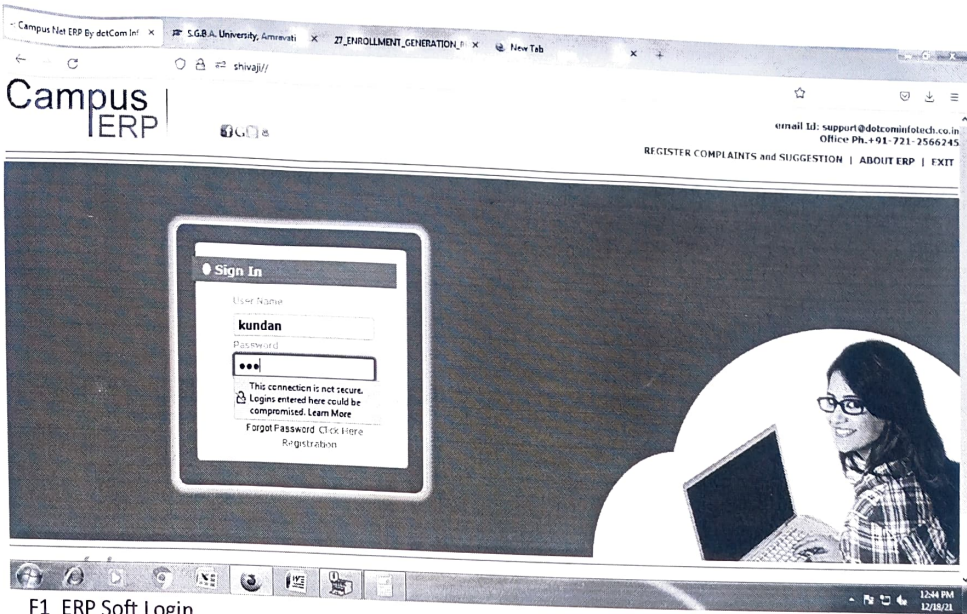 Campus Net ERP By dotCom Inf ×
S.G.B.A. University, Amravati ×
27_ENROLLMENT_GENERATION_ ×
New Tab × +
shivaji//
Campus
ERP
email Id: support@dotcominfotech.co.in
Office Ph.+91-721-2566245
REGISTER COMPLAINTS and SUGGESTION | ABOUT ERP | EXIT
Sign In
User Name
kundan
Password
This connection is not secure.
Logins entered here could be
compromised. Learn More
Forgot Password Click Here
Registration
12:44 PM
12/18/21
F1 ERP Soft Login